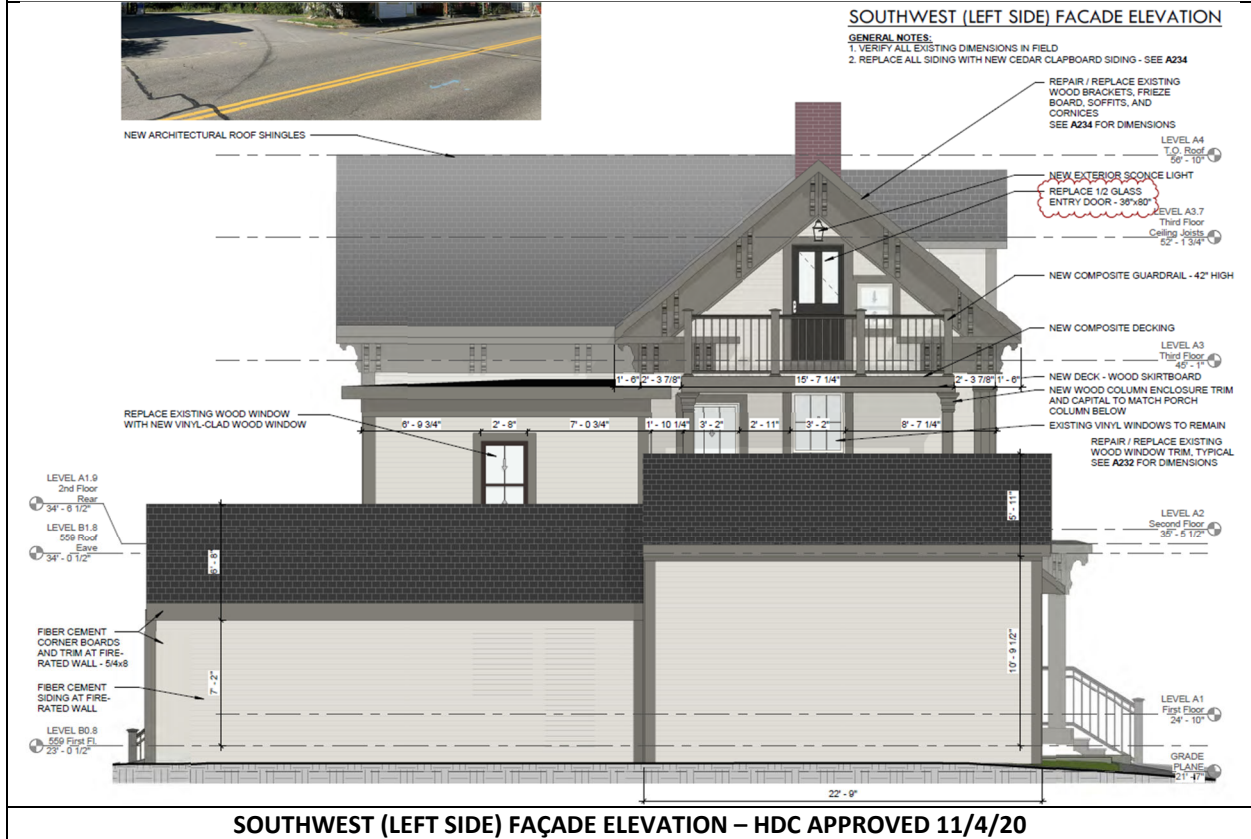 SOUTHWEST (LEFT SIDE) FACADE ELEVATION
GENERAL NOTES:
1. VERIFY ALL EXISTING DIMENSIONS IN FIELD
2. REPLACE ALL SIDING WITH NEW CEDAR CLAPBOARD SIDING - SEE A234
REPAIR / REPLACE EXISTING
WOOD BRACKETS, FRIEZE
BOARD, SOFFITS, AND
CORNICES
SEE A234 FOR DIMENSIONS
NEW ARCHITECTURAL ROOF SHINGLES
LEVEL A4
T.O. Roof
56' - 10"
NEW EXTERIOR SCONCE LIGHT
REPLACE 1/2 GLASS
ENTRY DOOR - 36"x80"
LEVEL A3.7
Third Floor
Ceiling Joists
52' - 1 3/4"
NEW COMPOSITE GUARDRAIL - 42" HIGH
NEW COMPOSITE DECKING
LEVEL A3
Third Floor
45' - 1"
1' - 6"
2' - 3 7/8"
15' - 7 1/4"
2' - 3 7/8"
1' - 6"
NEW DECK - WOOD SKIRTBOARD
NEW WOOD COLUMN ENCLOSURE TRIM
AND CAPITAL TO MATCH PORCH
COLUMN BELOW
REPLACE EXISTING WOOD WINDOW
WITH NEW VINYL-CLAD WOOD WINDOW
6' - 9 3/4"
2' - 8"
7' - 0 3/4"
1' - 10 1/4"
3' - 2"
2' - 11"
3' - 2"
8' - 7 1/4"
EXISTING VINYL WINDOWS TO REMAIN
REPAIR / REPLACE EXISTING
WOOD WINDOW TRIM, TYPICAL
SEE A232 FOR DIMENSIONS
LEVEL A1.9
2nd Floor
Rear
34' - 6 1/2"
LEVEL B1.8
559 Roof
Eave
34' - 0 1/2"
5' - 11"
LEVEL A2
Second Floor
35' - 5 1/2"
FIBER CEMENT
CORNER BOARDS
AND TRIM AT FIRE-
RATED WALL - 5/4x8
FIBER CEMENT
SIDING AT FIRE-
RATED WALL
7' - 2"
10' - 9 1/2"
LEVEL B0.8
559 First Fl.
23' - 0 1/2"
LEVEL A1
First Floor
24' - 10"
GRADE
PLANE
22' - 9"
SOUTHWEST (LEFT SIDE) FAÇADE ELEVATION – HDC APPROVED 11/4/20